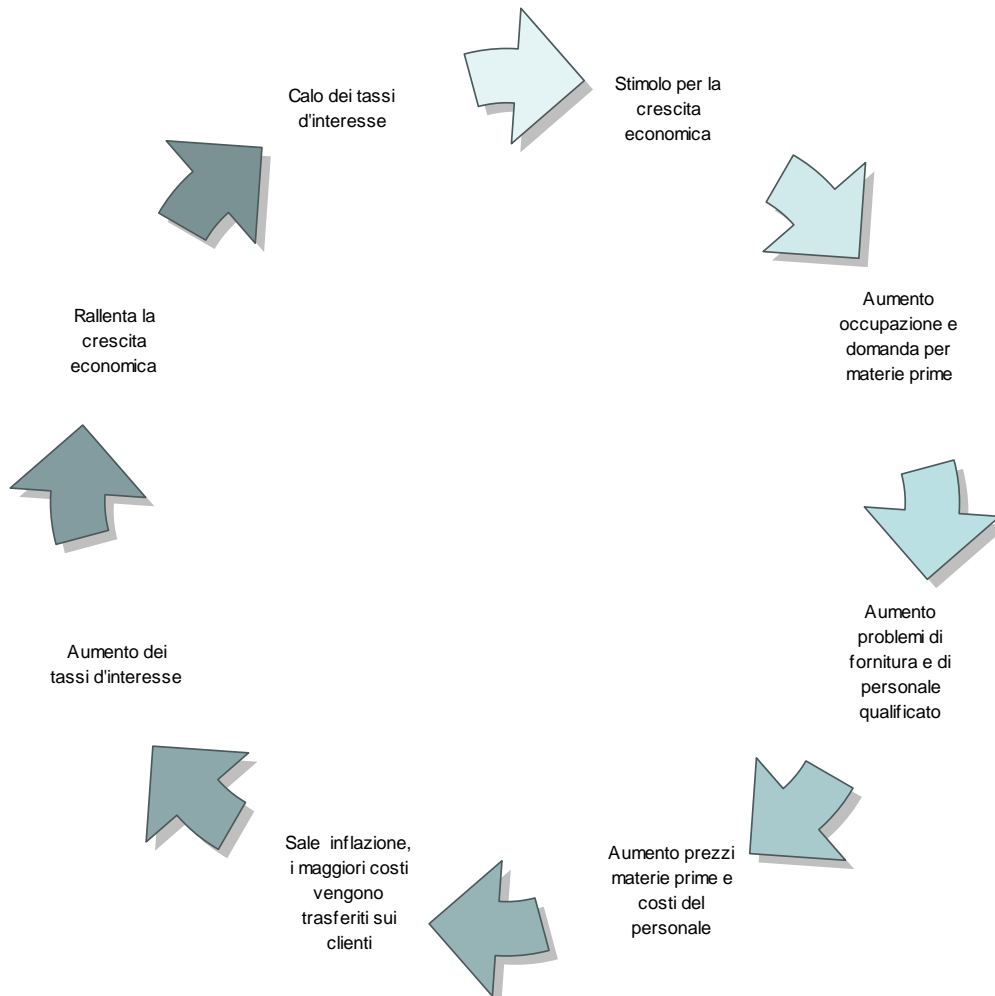 Calo dei tassi
d'interesse
Stimolo per la
crescita
economica
Aumento
occupazione e
domanda per
materie prime
Aumento
problemi di
fornitura e di
personale
qualificato
Aumento prezzi
materie prime e
costi del
personale
Sale inflazione,
i maggiori costi
vengono
trasferiti sui
clienti
Aumento dei
tassi d'interesse
Rallenta la
crescita
economica